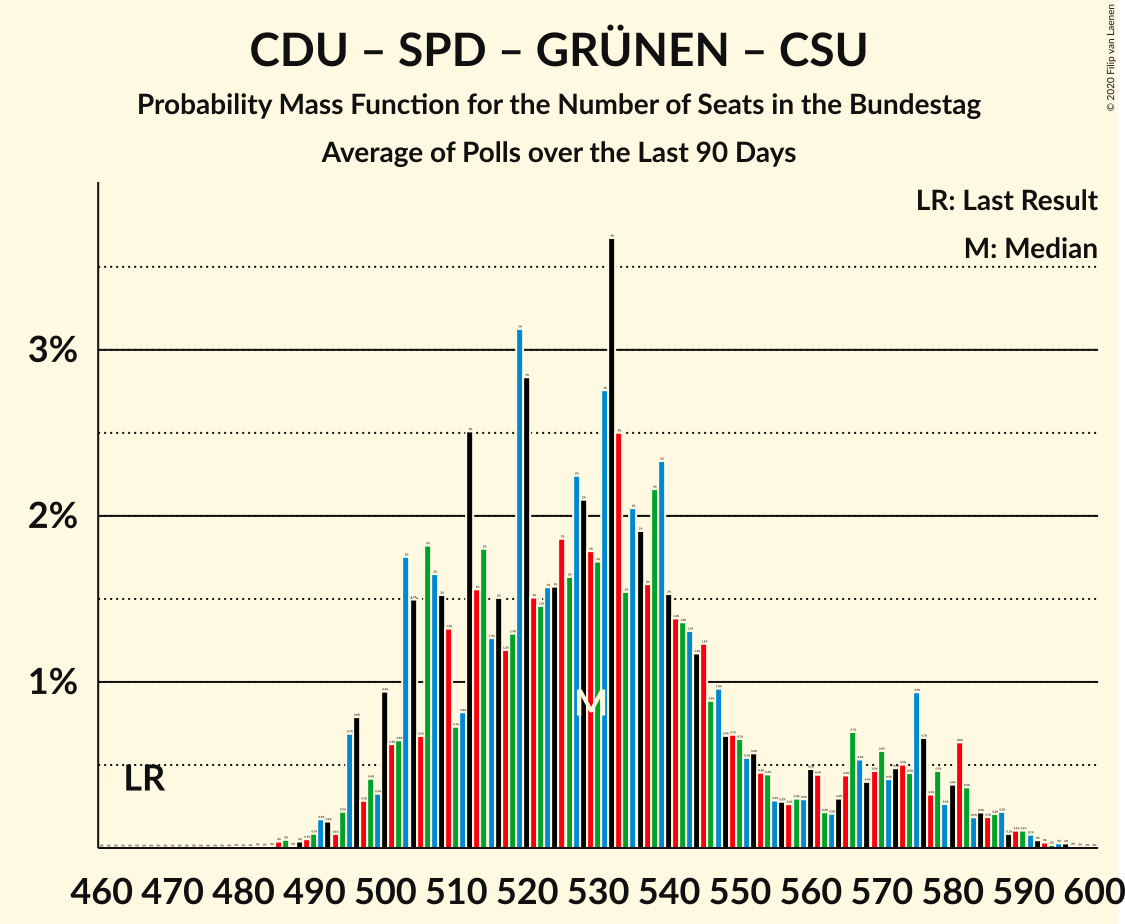 CDU – SPD – GRÜNEN – CSU
Probability Mass Function for the Number of Seats in the Bundestag
Average of Polls over the Last 90 Days
© 2020 Filip van Laenen
LR: Last Result
M: Median
3%
2%
1%
LR
M
460 470 480 490 500 510 520 530 540 550 560 570 580 590 600